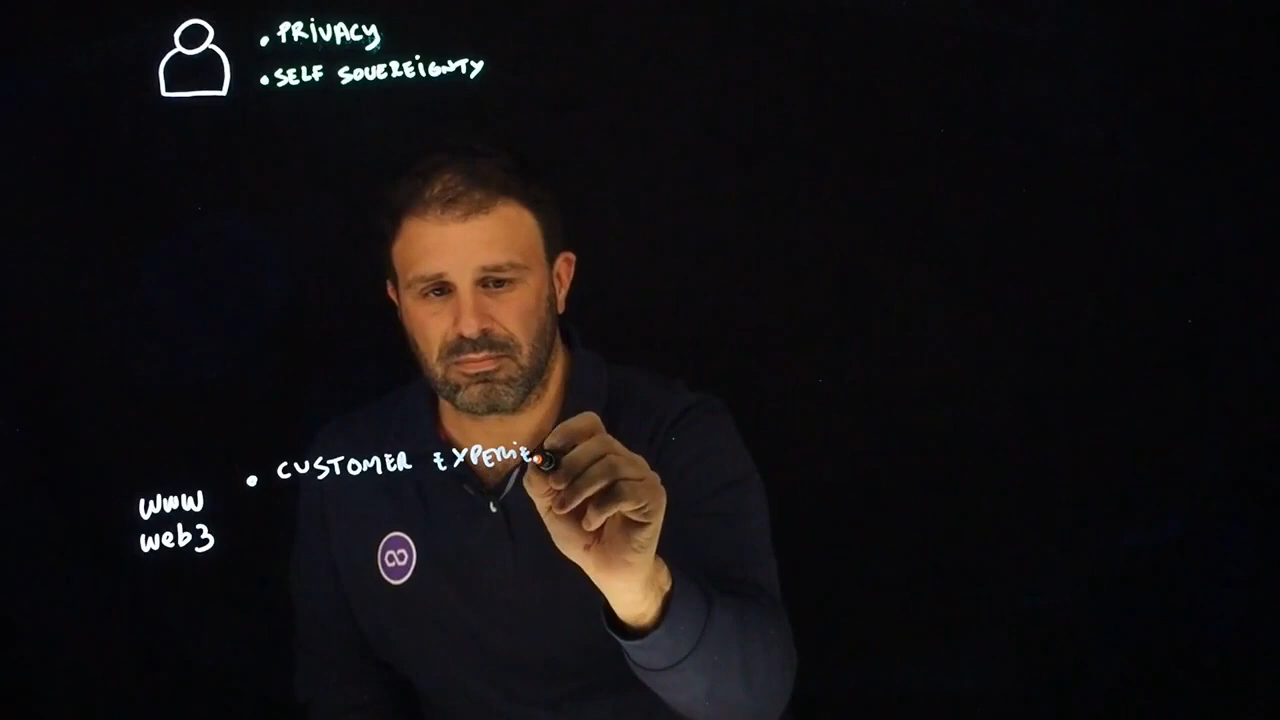 • PRIVACY
• SELF SOVEREIGNTY
• CUSTOMER EXPERIE
www
web3